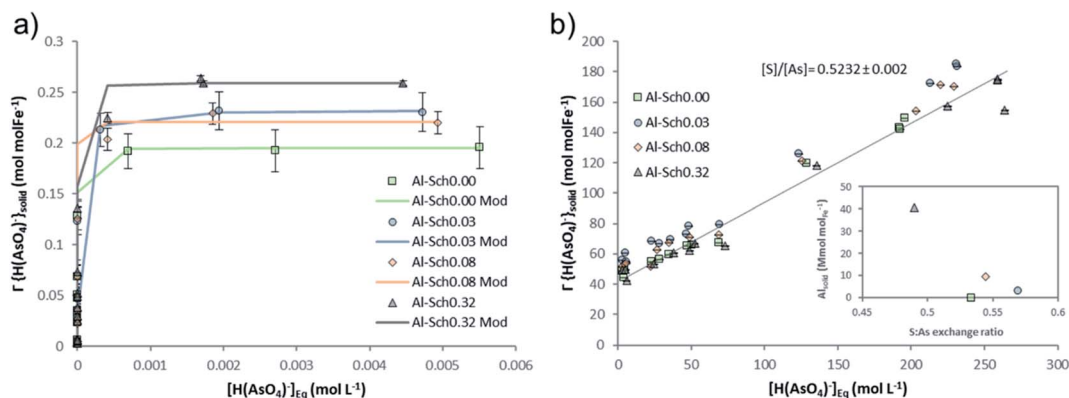 a)
Γ {H(AsO₄)⁻}solid (mol molFe⁻¹)
0.3
0.25
0.2
0.15
0.1
0.05
0
0 0.001 0.002 0.003 0.004 0.005 0.006
[H(AsO₄)⁻]Eq (mol L⁻¹)
Al-Sch0.00
Al-Sch0.00 Mod
Al-Sch0.03
Al-Sch0.03 Mod
Al-Sch0.08
Al-Sch0.08 Mod
Al-Sch0.32
Al-Sch0.32 Mod
b)
Γ {H(AsO₄)⁻}solid (mol molFe⁻¹)
200
180
160
140
120
100
80
60
40
20
0
0 50 100 150 200 250 300
[H(AsO₄)⁻]Eq (mol L⁻¹)
[S]/[As]= 0.5232 ± 0.002
Al-Sch0.00
Al-Sch0.03
Al-Sch0.08
Al-Sch0.32
Alsolid (Mmol molFe⁻¹)
50
40
30
20
10
0
0.45 0.5 0.55 0.6
S:As exchange ratio